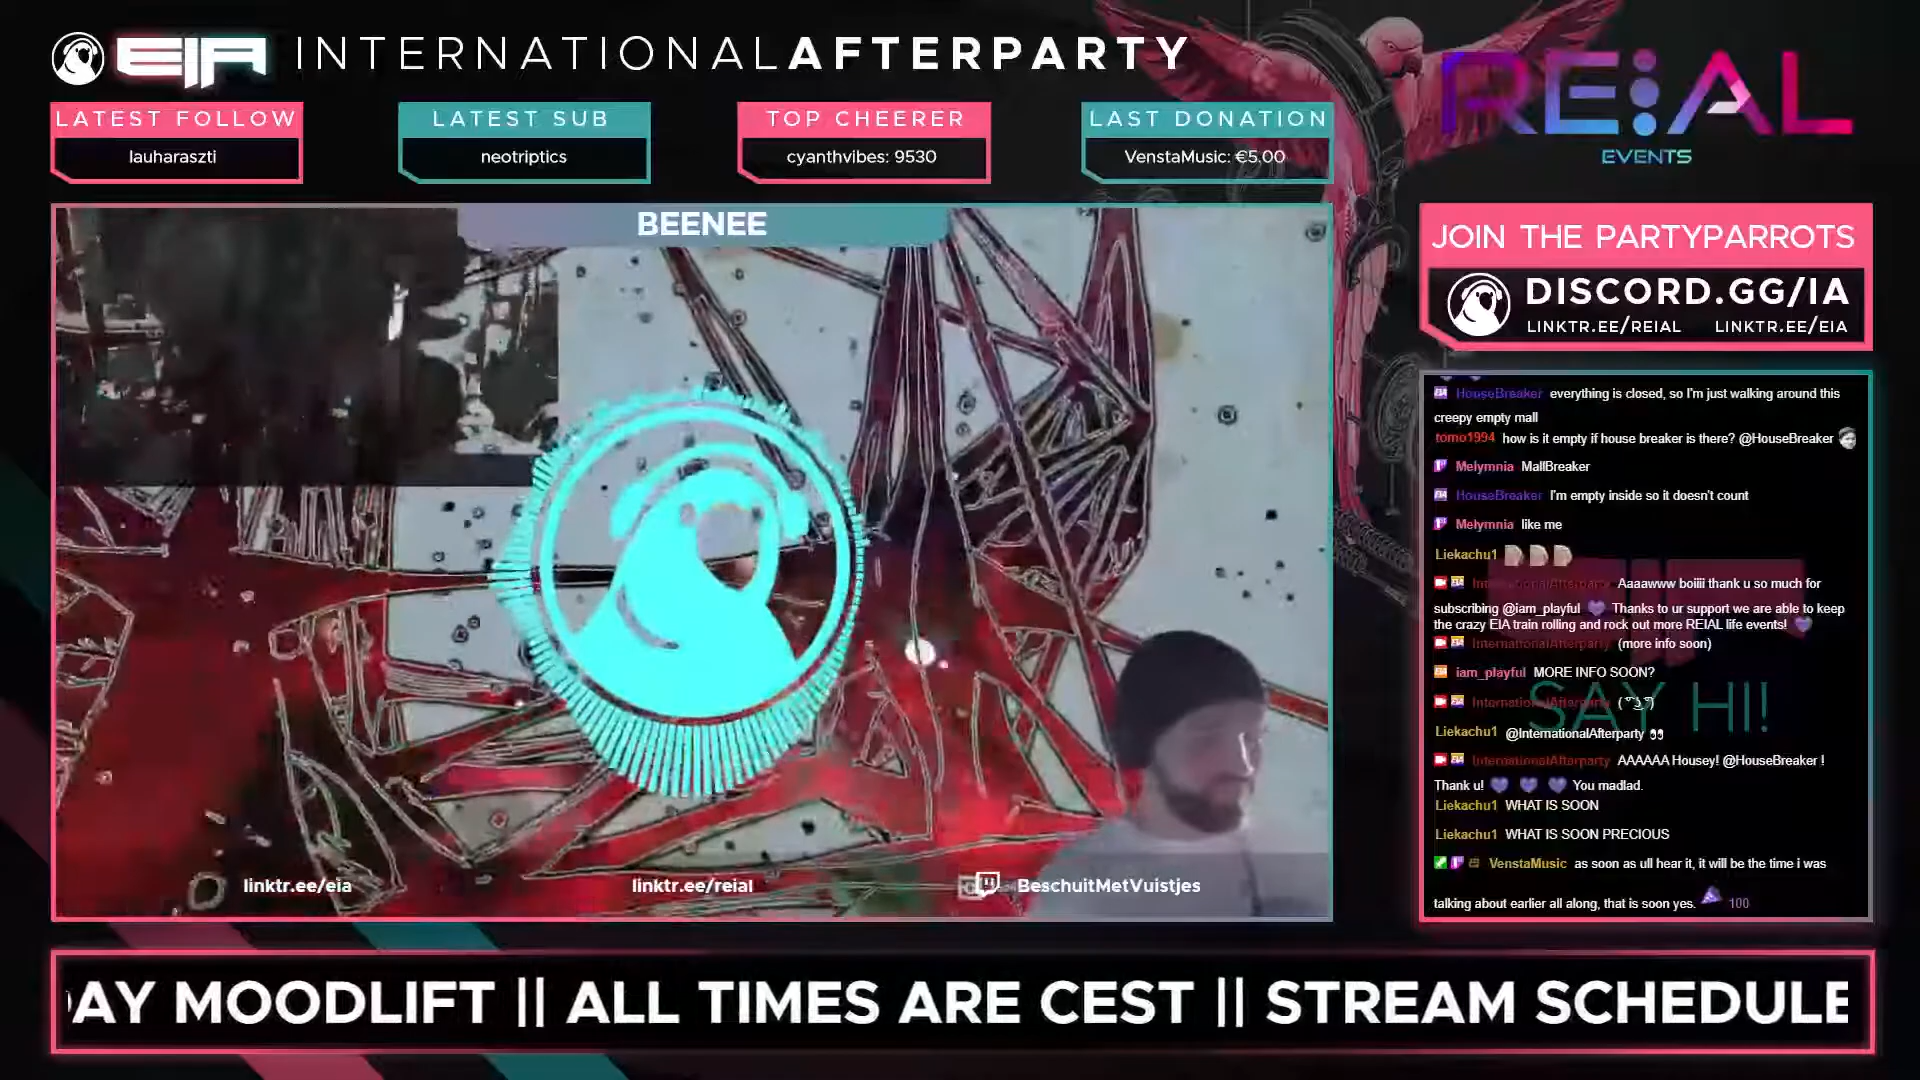 EIA INTERNATIONALAFTERPARTY
RE:AL
EVENTS
LATEST FOLLOW
lauharaszti
LATEST SUB
neotriptics
TOP CHEERER
cyanthvibes: 9530
LAST DONATION
VenstaMusic: €5.00
BEENEE
linktr.ee/eia
linktr.ee/reial
BeschuitMetVuistjes
JOIN THE PARTYPARROTS
DISCORD.GG/IA
LINKTR.EE/REIAL LINKTR.EE/EIA
HouseBreaker everything is closed, so I'm just walking around this
creepy empty mall
tomo1994 how is it empty if house breaker is there? @HouseBreaker
Melymnia MallBreaker
HouseBreaker I'm empty inside so it doesn't count
Melymnia like me
Liekachu1
InternationalAfterparty Aaaawww boiiii thank u so much for
subscribing @iam_playful 💜 Thanks to ur support we are able to keep
the crazy EIA train rolling and rock out more REIAL life events! 💜
InternationalAfterparty (more info soon)
iam_playful MORE INFO SOON?
InternationalAfterparty ( ͡° ͜ʖ ͡°)
SAY HI!
Liekachu1 @InternationalAfterparty 👀
InternationalAfterparty AAAAAA Housey! @HouseBreaker !
Thank u! 💜 💜 💜 You madlad.
Liekachu1 WHAT IS SOON
Liekachu1 WHAT IS SOON PRECIOUS
VenstaMusic as soon as ull hear it, it will be the time i was
talking about earlier all along, that is soon yes. 100
AY MOODLIFT || ALL TIMES ARE CEST || STREAM SCHEDULE